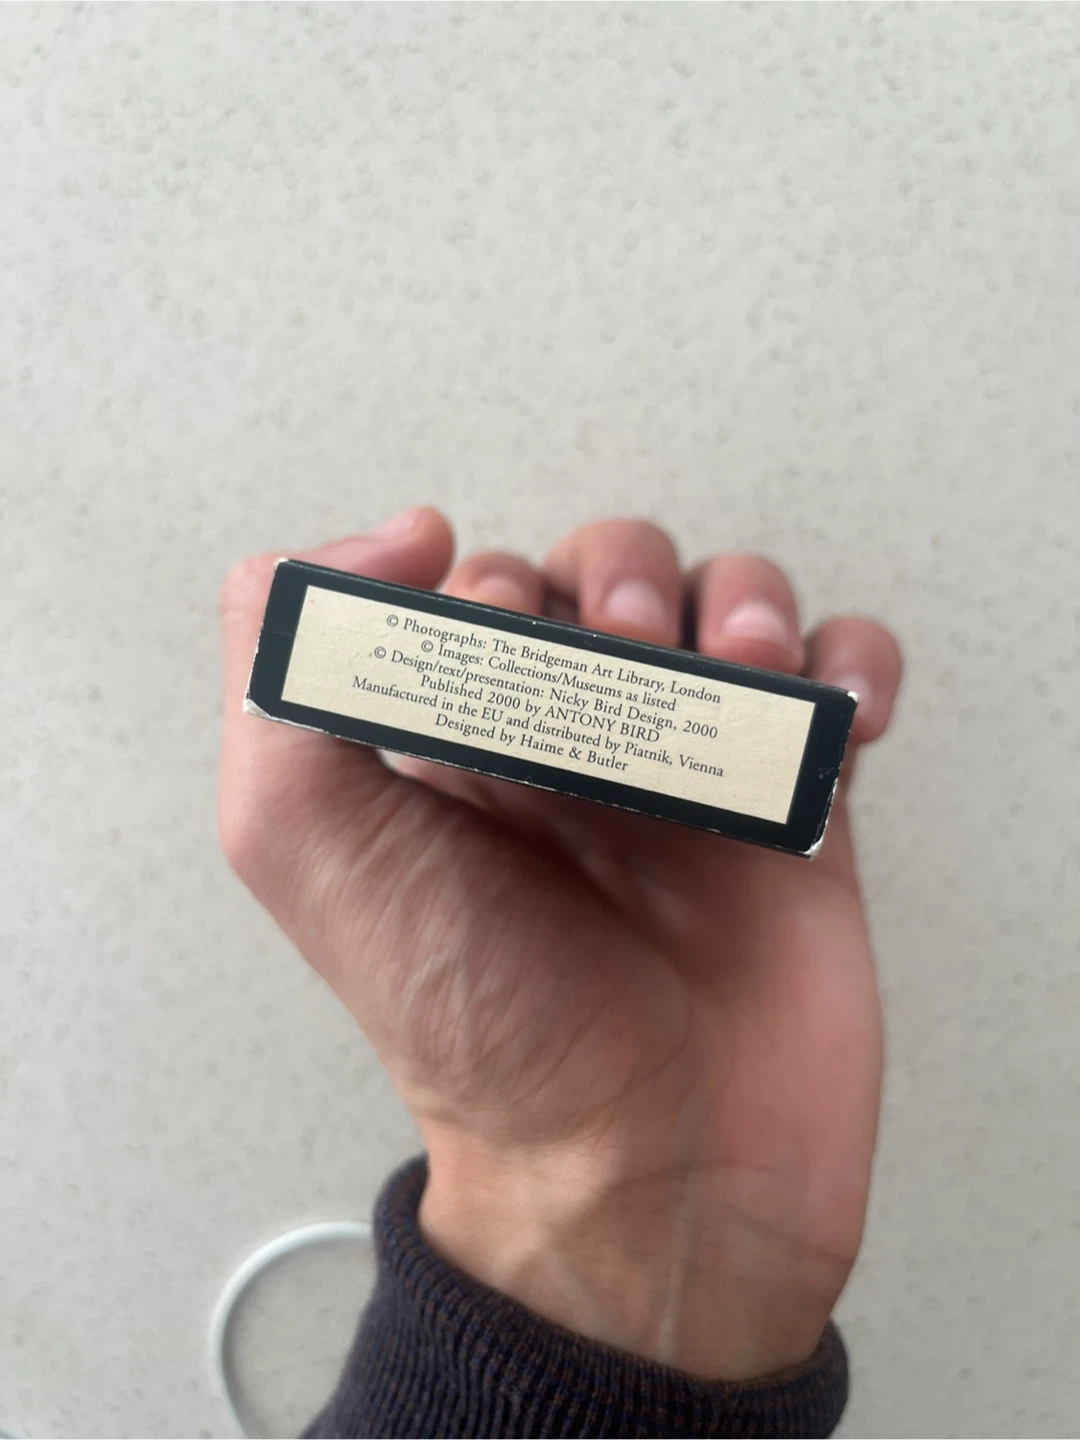 © Photographs: The Bridgeman Art Library, London
© Images: Collections/Museums as listed
© Design/text/presentation: Nicky Bird Design, 2000
Published 2000 by ANTONY BIRD
Manufactured in the EU and distributed by Piatnik, Vienna
Designed by Haime & Butler